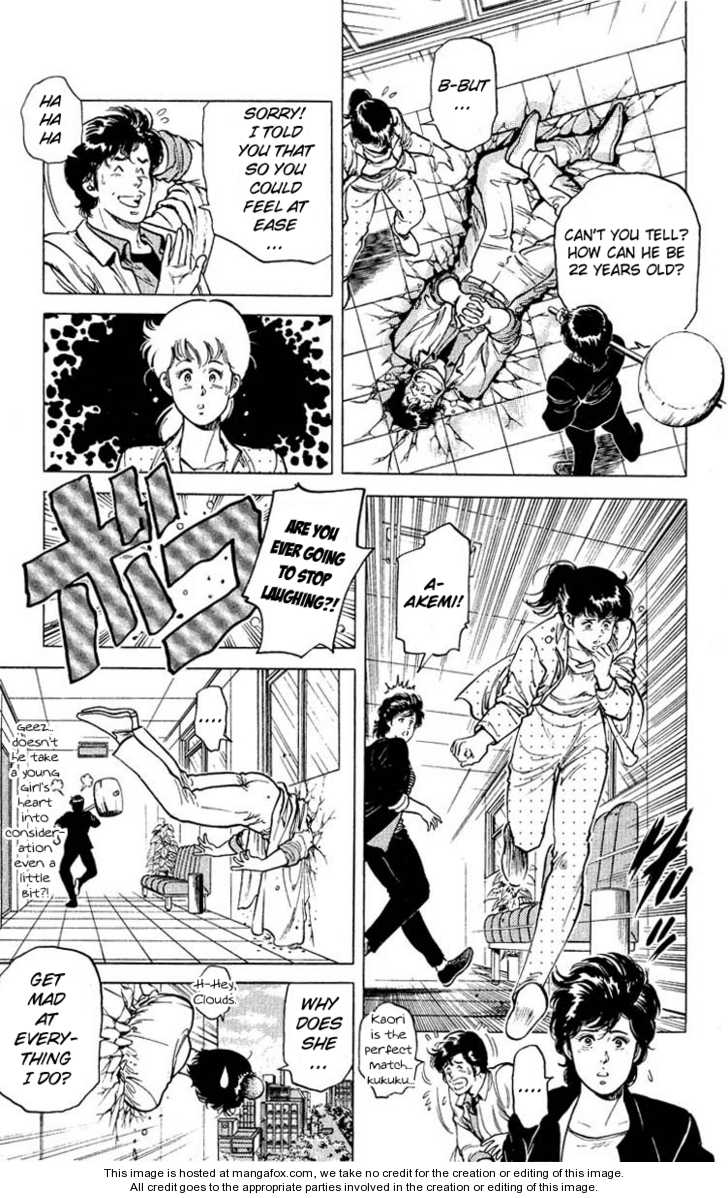 B-BUT
...
CAN'T YOU TELL?
HOW CAN HE BE
22 YEARS OLD?
SORRY!
I TOLD
YOU THAT
SO YOU
COULD
FEEL AT
EASE
...
HA
HA
HA
A-
AKEMI!
Kaori
is the
perfect
match...
kukuku...
....
ARE YOU
EVER GOING
TO STOP
LAUGHING?!
ボコ
....
Geez...
doesn't
he take
a young
Girl's
heart
into
consider-
ation
even a
little
Bit?!
WHY
DOES
SHE
...
H-Hey,
Clouds.
GET
MAD
AT
EVERY-
THING
I DO?
This image is hosted at mangafox.com, we take no credit for the creation or editing of this image.
All credit goes to the appropriate parties involved in the creation or editing of this image.